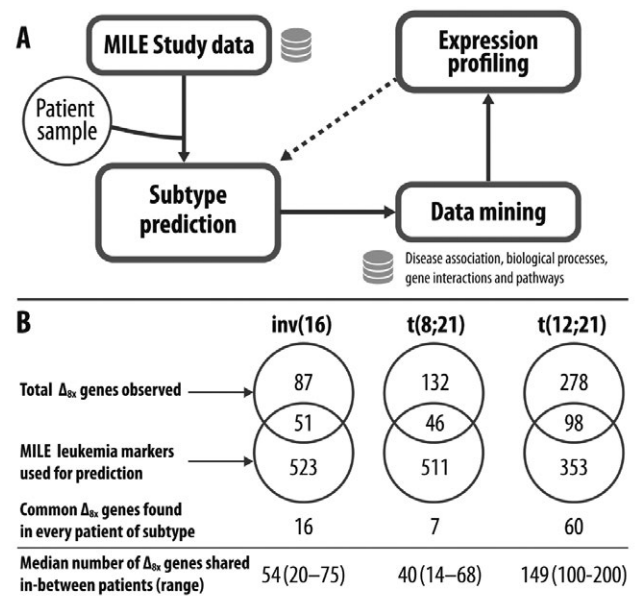 A
MILE Study data
Expression
profiling
Patient
sample
Subtype
prediction
Data mining
Disease association, biological processes,
gene interactions and pathways
B
inv(16) t(8;21) t(12;21)
Total Δ8x genes observed 87 132 278
51 46 98
MILE leukemia markers
used for prediction 523 511 353
Common Δ8x genes found
in every patient of subtype 16 7 60
Median number of Δ8x genes shared
in-between patients (range) 54 (20–75) 40 (14–68) 149 (100-200)